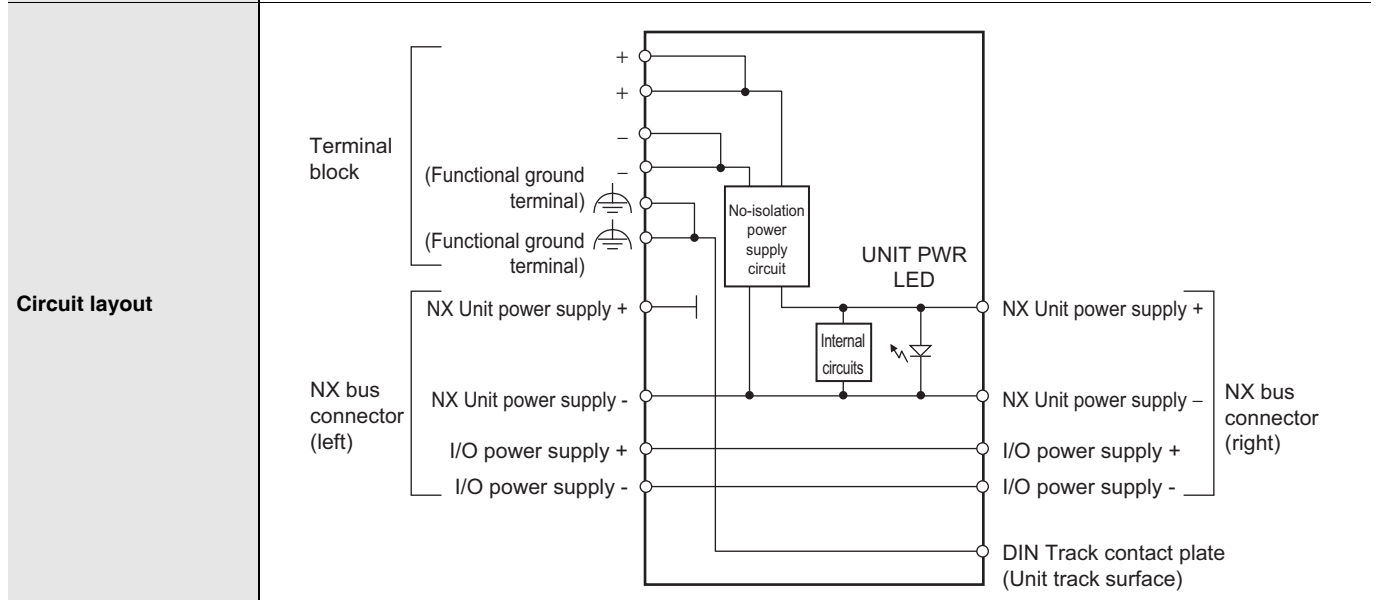 Circuit layout
Terminal
block
+
+
−
−
(Functional ground
terminal)
(Functional ground
terminal)
No-isolation
power
supply
circuit
UNIT PWR
LED
Internal
circuits
NX bus
connector
(left)
NX Unit power supply +
NX Unit power supply -
I/O power supply +
I/O power supply -
NX Unit power supply +
NX Unit power supply −
I/O power supply +
I/O power supply -
NX bus
connector
(right)
DIN Track contact plate
(Unit track surface)